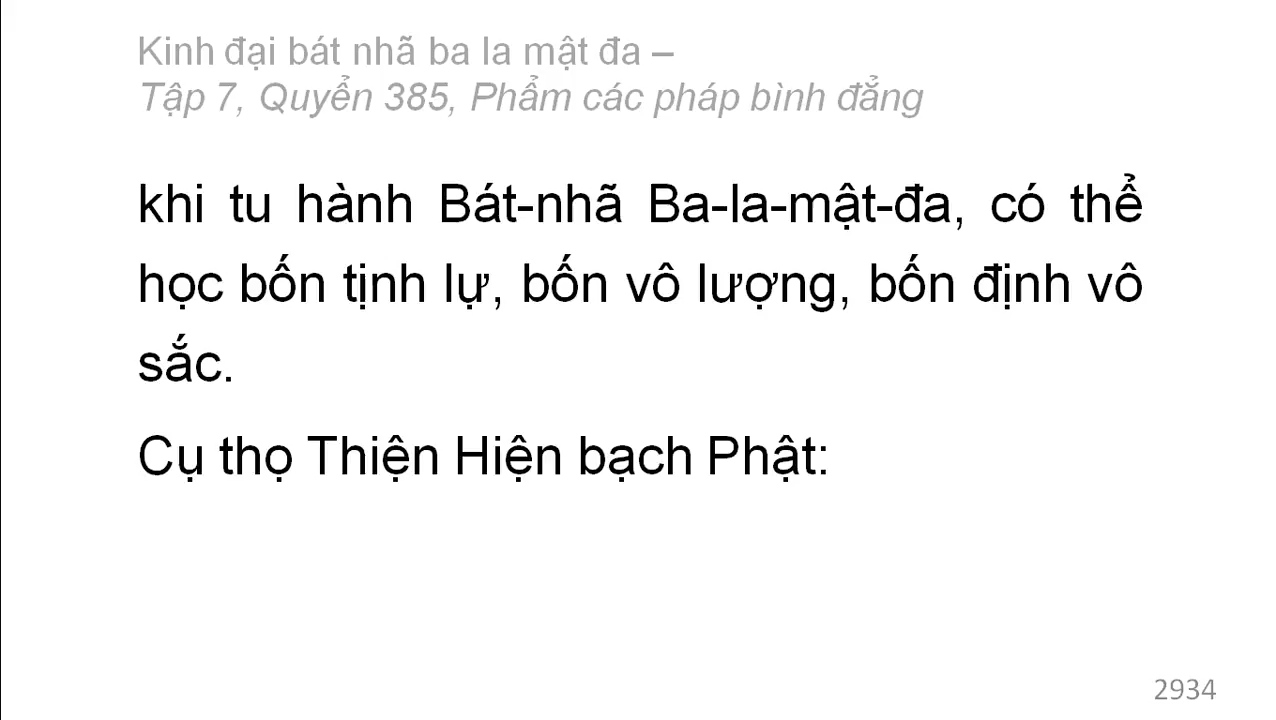 Kinh đại bát nhã ba la mật đa –
Tập 7, Quyển 385, Phẩm các pháp bình đẳng
khi tu hành Bát-nhã Ba-la-mật-đa, có thể
học bốn tịnh lự, bốn vô lượng, bốn định vô
sắc.
Cụ thọ Thiện Hiện bạch Phật:
2934